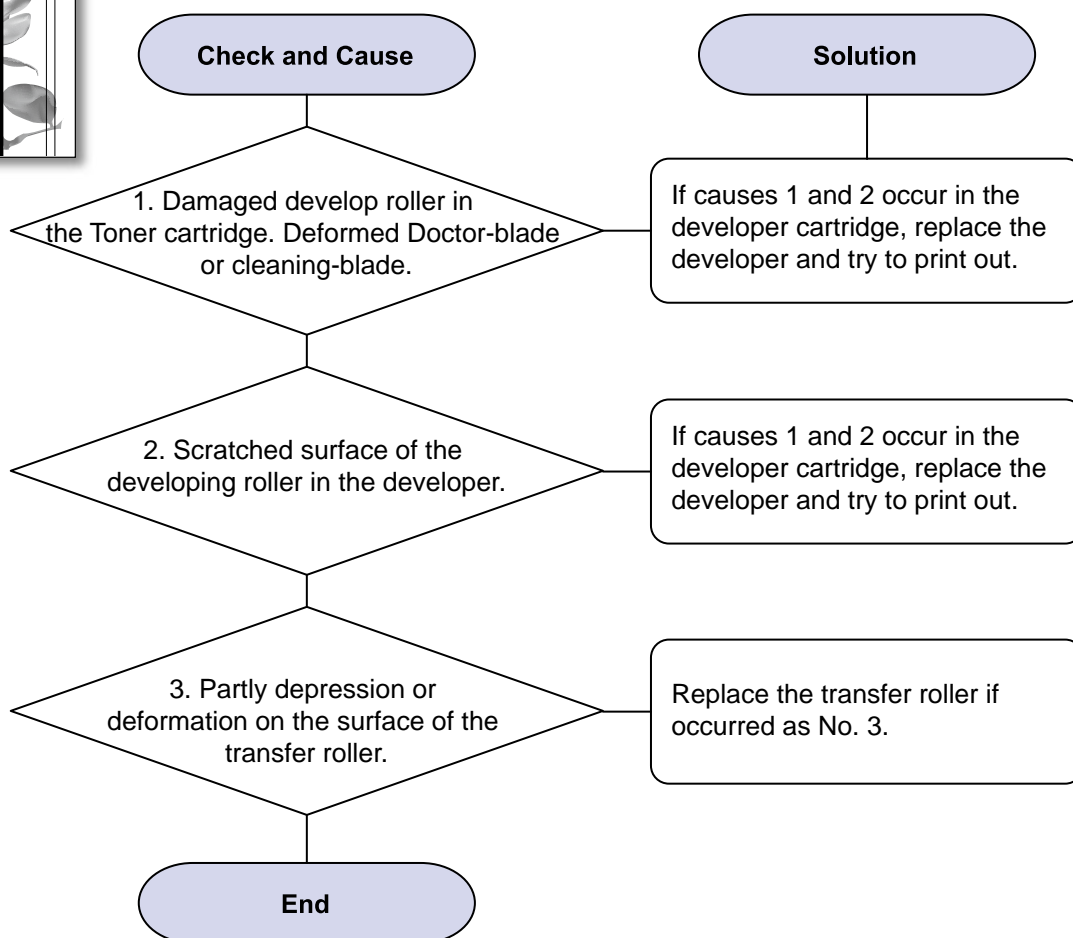 Check and Cause
Solution
1. Damaged develop roller in
the Toner cartridge. Deformed Doctor-blade
or cleaning-blade.
If causes 1 and 2 occur in the
developer cartridge, replace the
developer and try to print out.
2. Scratched surface of the
developing roller in the developer.
If causes 1 and 2 occur in the
developer cartridge, replace the
developer and try to print out.
3. Partly depression or
deformation on the surface of the
transfer roller.
Replace the transfer roller if
occurred as No. 3.
End